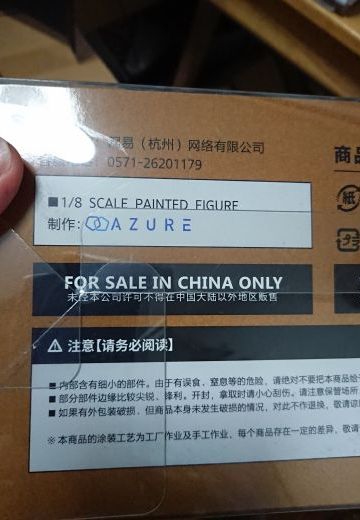 易（杭州）网络有限公司
0571-26201179
商
■1/8 SCALE PAINTED FIGURE
制作： AZURE
紙
FOR SALE IN CHINA ONLY
未经本公司许可不得在中国大陆以外地区贩售
注意【请务必阅读】
■ 内部含有细小的部件。由于有误食、窒息等的危险，请绝对不要把本商品给
■ 部分部件边缘比较尖锐、锋利。开封，拿取时请小心刮伤。请注意保管场所
■ 如果有外包装破损，但商品本身未发生破损的情况，对此不作退换，敬请谅
※ 本商品的涂装工艺为工厂作业及手工作业，每个商品存在一定的差异，敬请